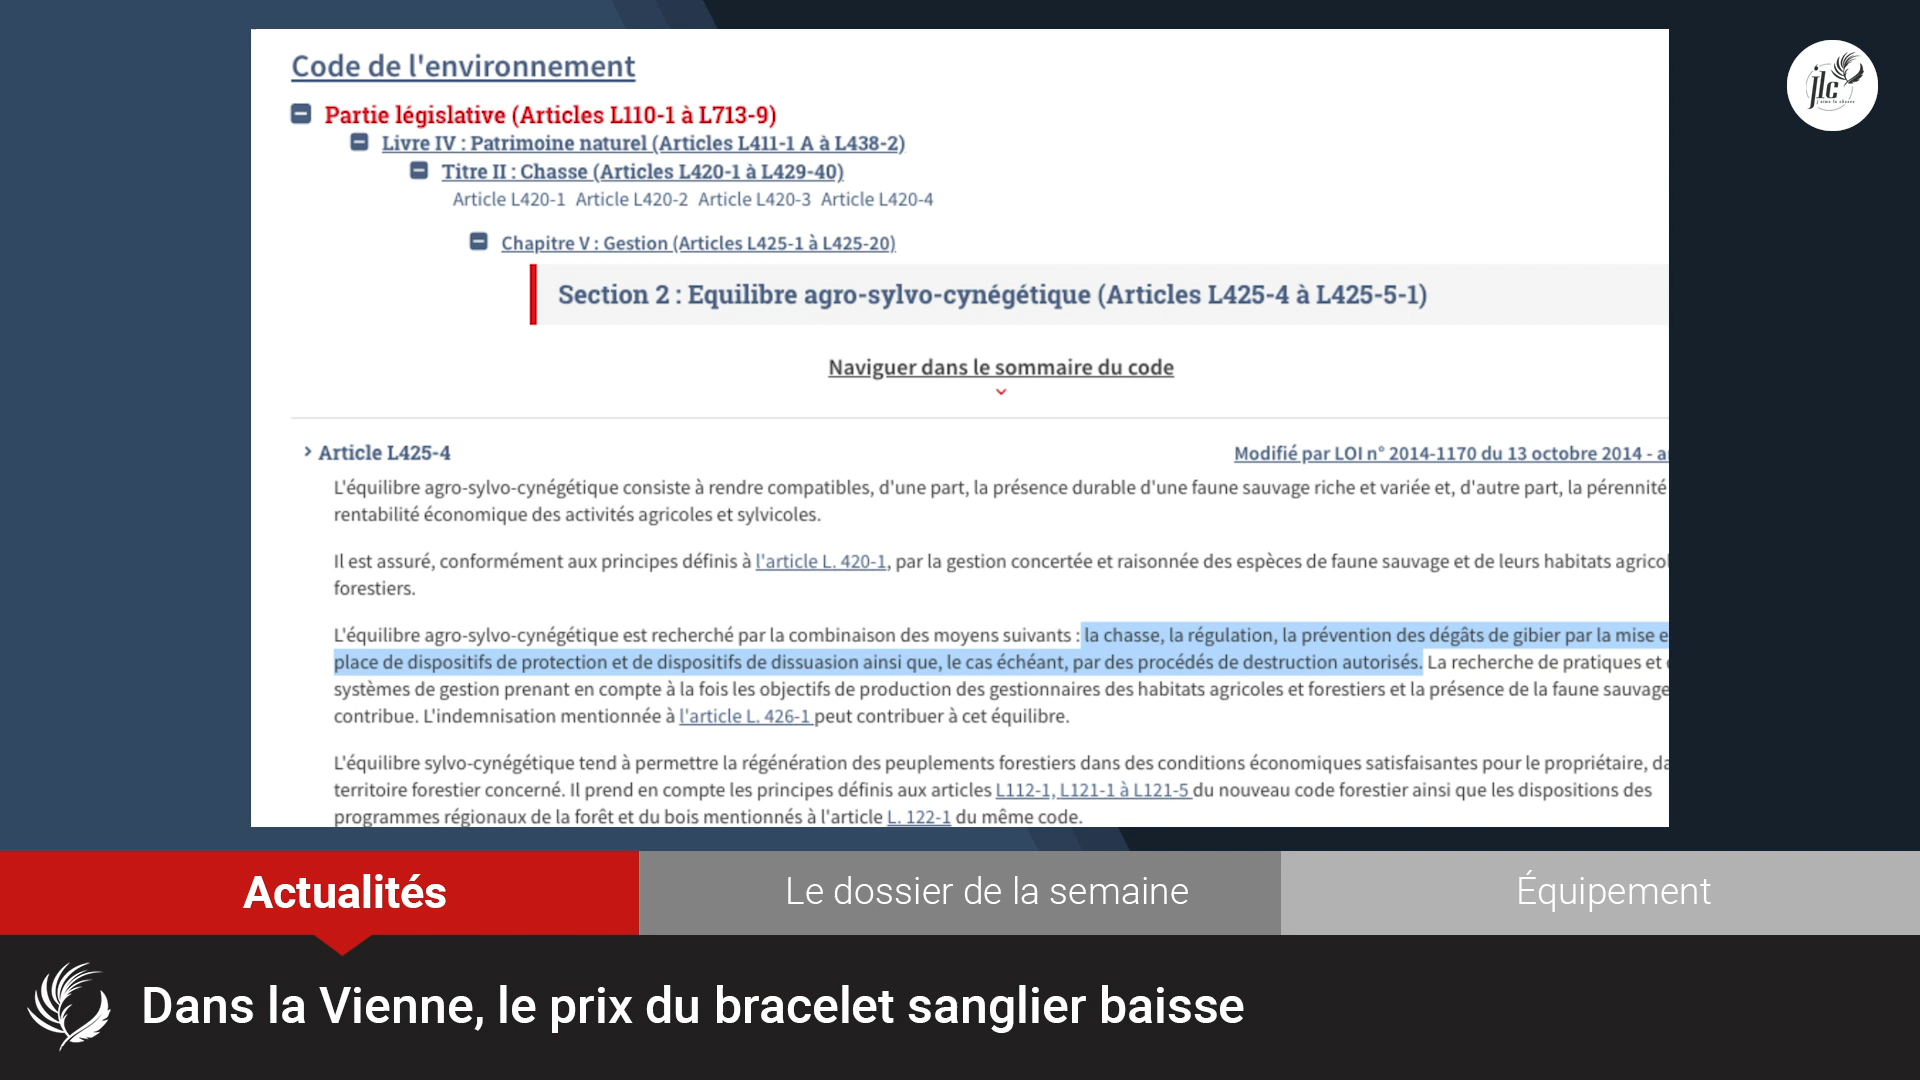 Code de l'environnement
Partie législative (Articles L110-1 à L713-9)
Livre IV : Patrimoine naturel (Articles L411-1 A à L438-2)
Titre II : Chasse (Articles L420-1 à L429-40)
Article L420-1 Article L420-2 Article L420-3 Article L420-4
Chapitre V : Gestion (Articles L425-1 à L425-20)
Section 2 : Equilibre agro-sylvo-cynégétique (Articles L425-4 à L425-5-1)
Naviguer dans le sommaire du code
Article L425-4
Modifié par LOI n° 2014-1170 du 13 octobre 2014 -
L'équilibre agro-sylvo-cynégétique consiste à rendre compatibles, d'une part, la présence durable d'une faune sauvage riche et variée et, d'autre part, la pérennité
rentabilité économique des activités agricoles et sylvicoles.
Il est assuré, conformément aux principes définis à l'article L. 420-1, par la gestion concertée et raisonnée des espèces de faune sauvage et de leurs habitats
forestiers.
L'équilibre agro-sylvo-cynégétique est recherché par la combinaison des moyens suivants : la chasse, la régulation, la prévention des dégâts de gibier par la mise
place de dispositifs de protection et de dispositifs de dissuasion ainsi que, le cas échéant, par des procédés de destruction autorisés. La recherche de pratiques et
systèmes de gestion prenant en compte à la fois les objectifs de production des gestionnaires des habitats agricoles et forestiers et la présence de la faune sauvage
contribue. L'indemnisation mentionnée à l'article L. 426-1 peut contribuer à cet équilibre.
L'équilibre sylvo-cynégétique tend à permettre la régénération des peuplements forestiers dans des conditions économiques satisfaisantes pour le propriétaire,
territoire forestier concerné. Il prend en compte les principes définis aux articles L112-1, L121-1 à L121-5 du nouveau code forestier ainsi que les dispositions des
programmes régionaux de la forêt et du bois mentionnés à l'article L. 122-1 du même code.
jlc
Actualités
Le dossier de la semaine
Équipement
Dans la Vienne, le prix du bracelet sanglier baisse